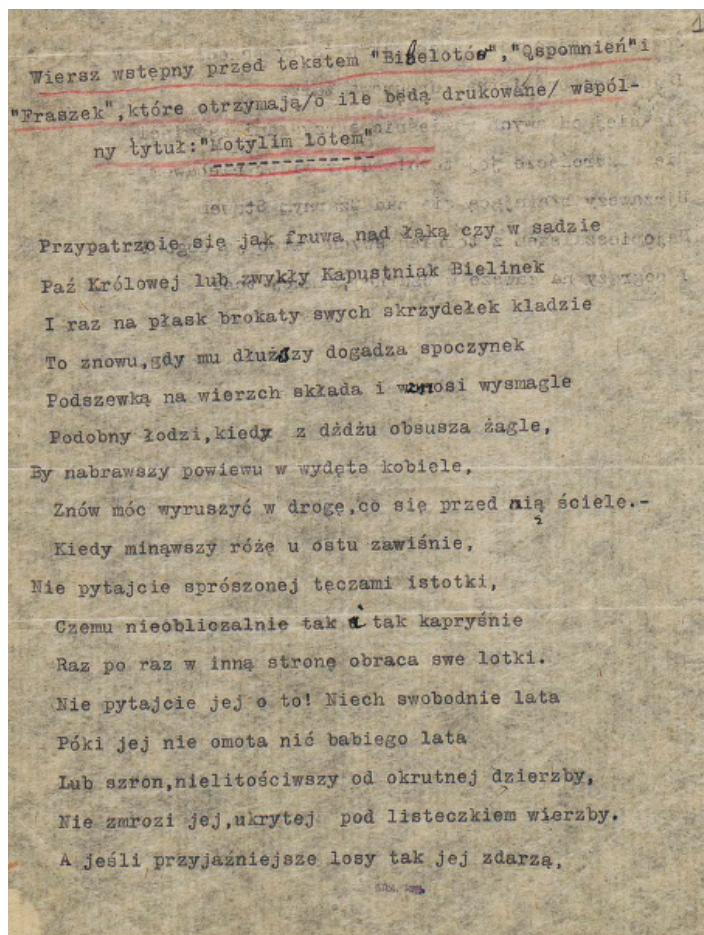 1
Wiersz wstępny przed tekstem "Bibelotów", "Qspomnień"i
"Fraszek",które otrzymają/o ile będą drukowane/ wspól-
ny tytuł:"Motylim lotem"
Przypatrzcie się jak fruwa nad łąką czy w sadzie
Paź Królowej lub zwykły Kapustniak Bielinek
I raz na płask brokaty swych skrzydełek kladzie
To znowu,gdy mu dłuższy dogadza spoczynek
Podszewką na wierzch składa i wznosi wysmagle
Podobny łodzi,kiedy z dżdżu obsusza żagle,
By nabrawszy powiewu w wydęte kobiele,
Znów móc wyruszyć w drogę,co się przed nią ściele.-
Kiedy minąwszy różę u ostu zawiśnie,
Nie pytajcie sprószonej tęczami istotki,
Czemu nieobliczalnie tak i tak kapryśnie
Raz po raz w inną stronę obraca swe lotki.
Nie pytajcie jej o to! Niech swobodnie lata
Póki jej nie omota nić babiego lata
Lub szron,nielitościwszy od okrutnej dzierzby,
Nie zmrozi jej,ukrytej pod listeczkiem wierzby.
A jeśli przyjaźniejsze losy tak jej zdarzą,